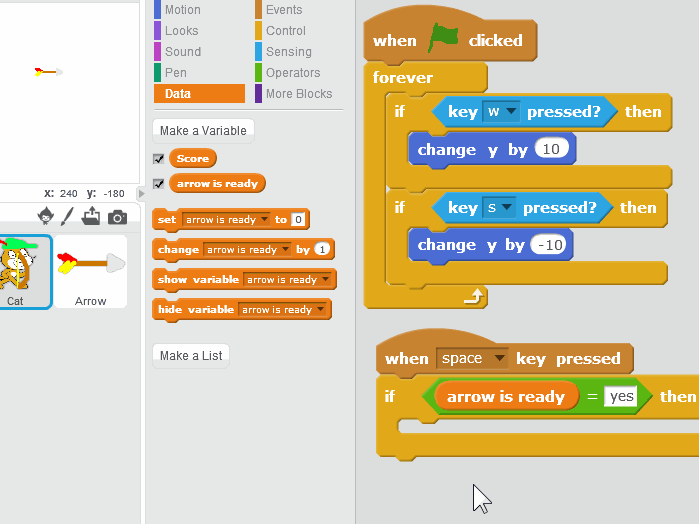 Motion
Events
Looks
Control
Sound
Sensing
Pen
Operators
Data
More Blocks
Make a Variable
Score
arrow is ready
set arrow is ready to 0
change arrow is ready by 1
show variable arrow is ready
hide variable arrow is ready
Make a List
x: 240 y: -180
Cat
Arrow
when clicked
forever
if key w pressed? then
change y by 10
if key s pressed? then
change y by -10
when space key pressed
if arrow is ready = yes then